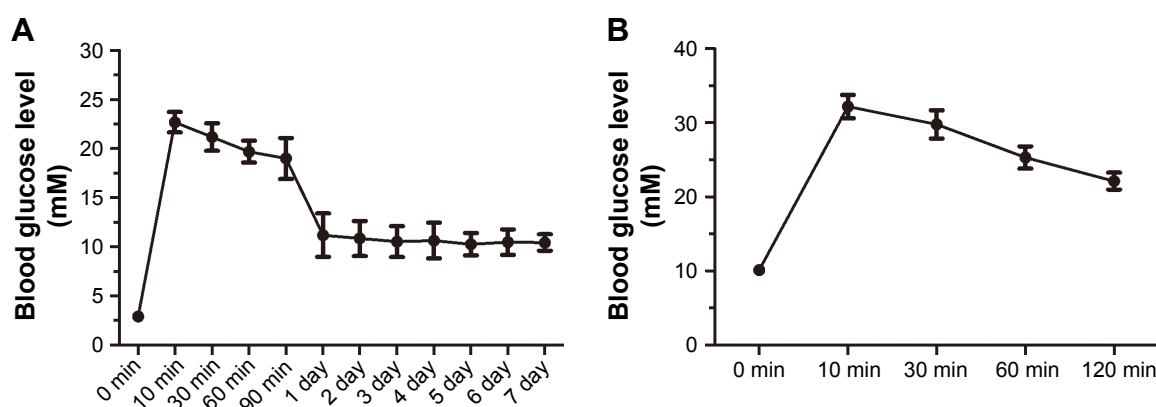 A
Blood glucose level
(mM)
30
25
20
15
10
5
0
0 min
10 min
30 min
60 min
90 min
1 day
2 day
3 day
4 day
5 day
6 day
7 day
B
Blood glucose level
(mM)
40
30
20
10
0
0 min
10 min
30 min
60 min
120 min